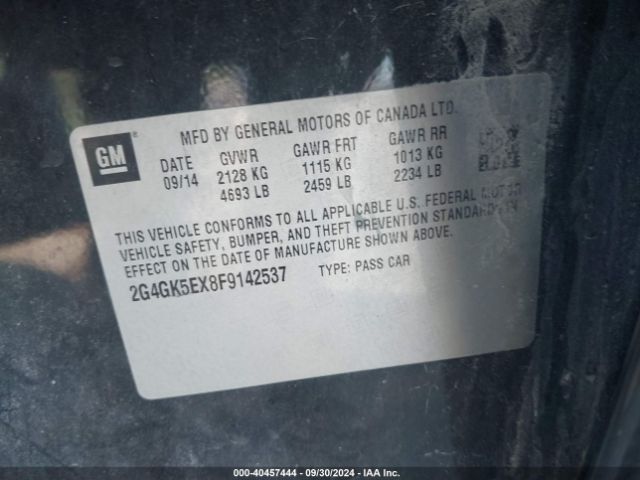 GM ®
MFD BY GENERAL MOTORS OF CANADA LTD.
DATE GVWR GAWR FRT GAWR RR
09/14 2128 KG 1115 KG 1013 KG
4693 LB 2459 LB 2234 LB
THIS VEHICLE CONFORMS TO ALL APPLICABLE U.S. FEDERAL MOTOR
VEHICLE SAFETY, BUMPER, AND THEFT PREVENTION STANDARDS IN
EFFECT ON THE DATE OF MANUFACTURE SHOWN ABOVE.
2G4GK5EX8F9142537 TYPE: PASS CAR
000-40457444 - 09/30/2024 - IAA Inc.